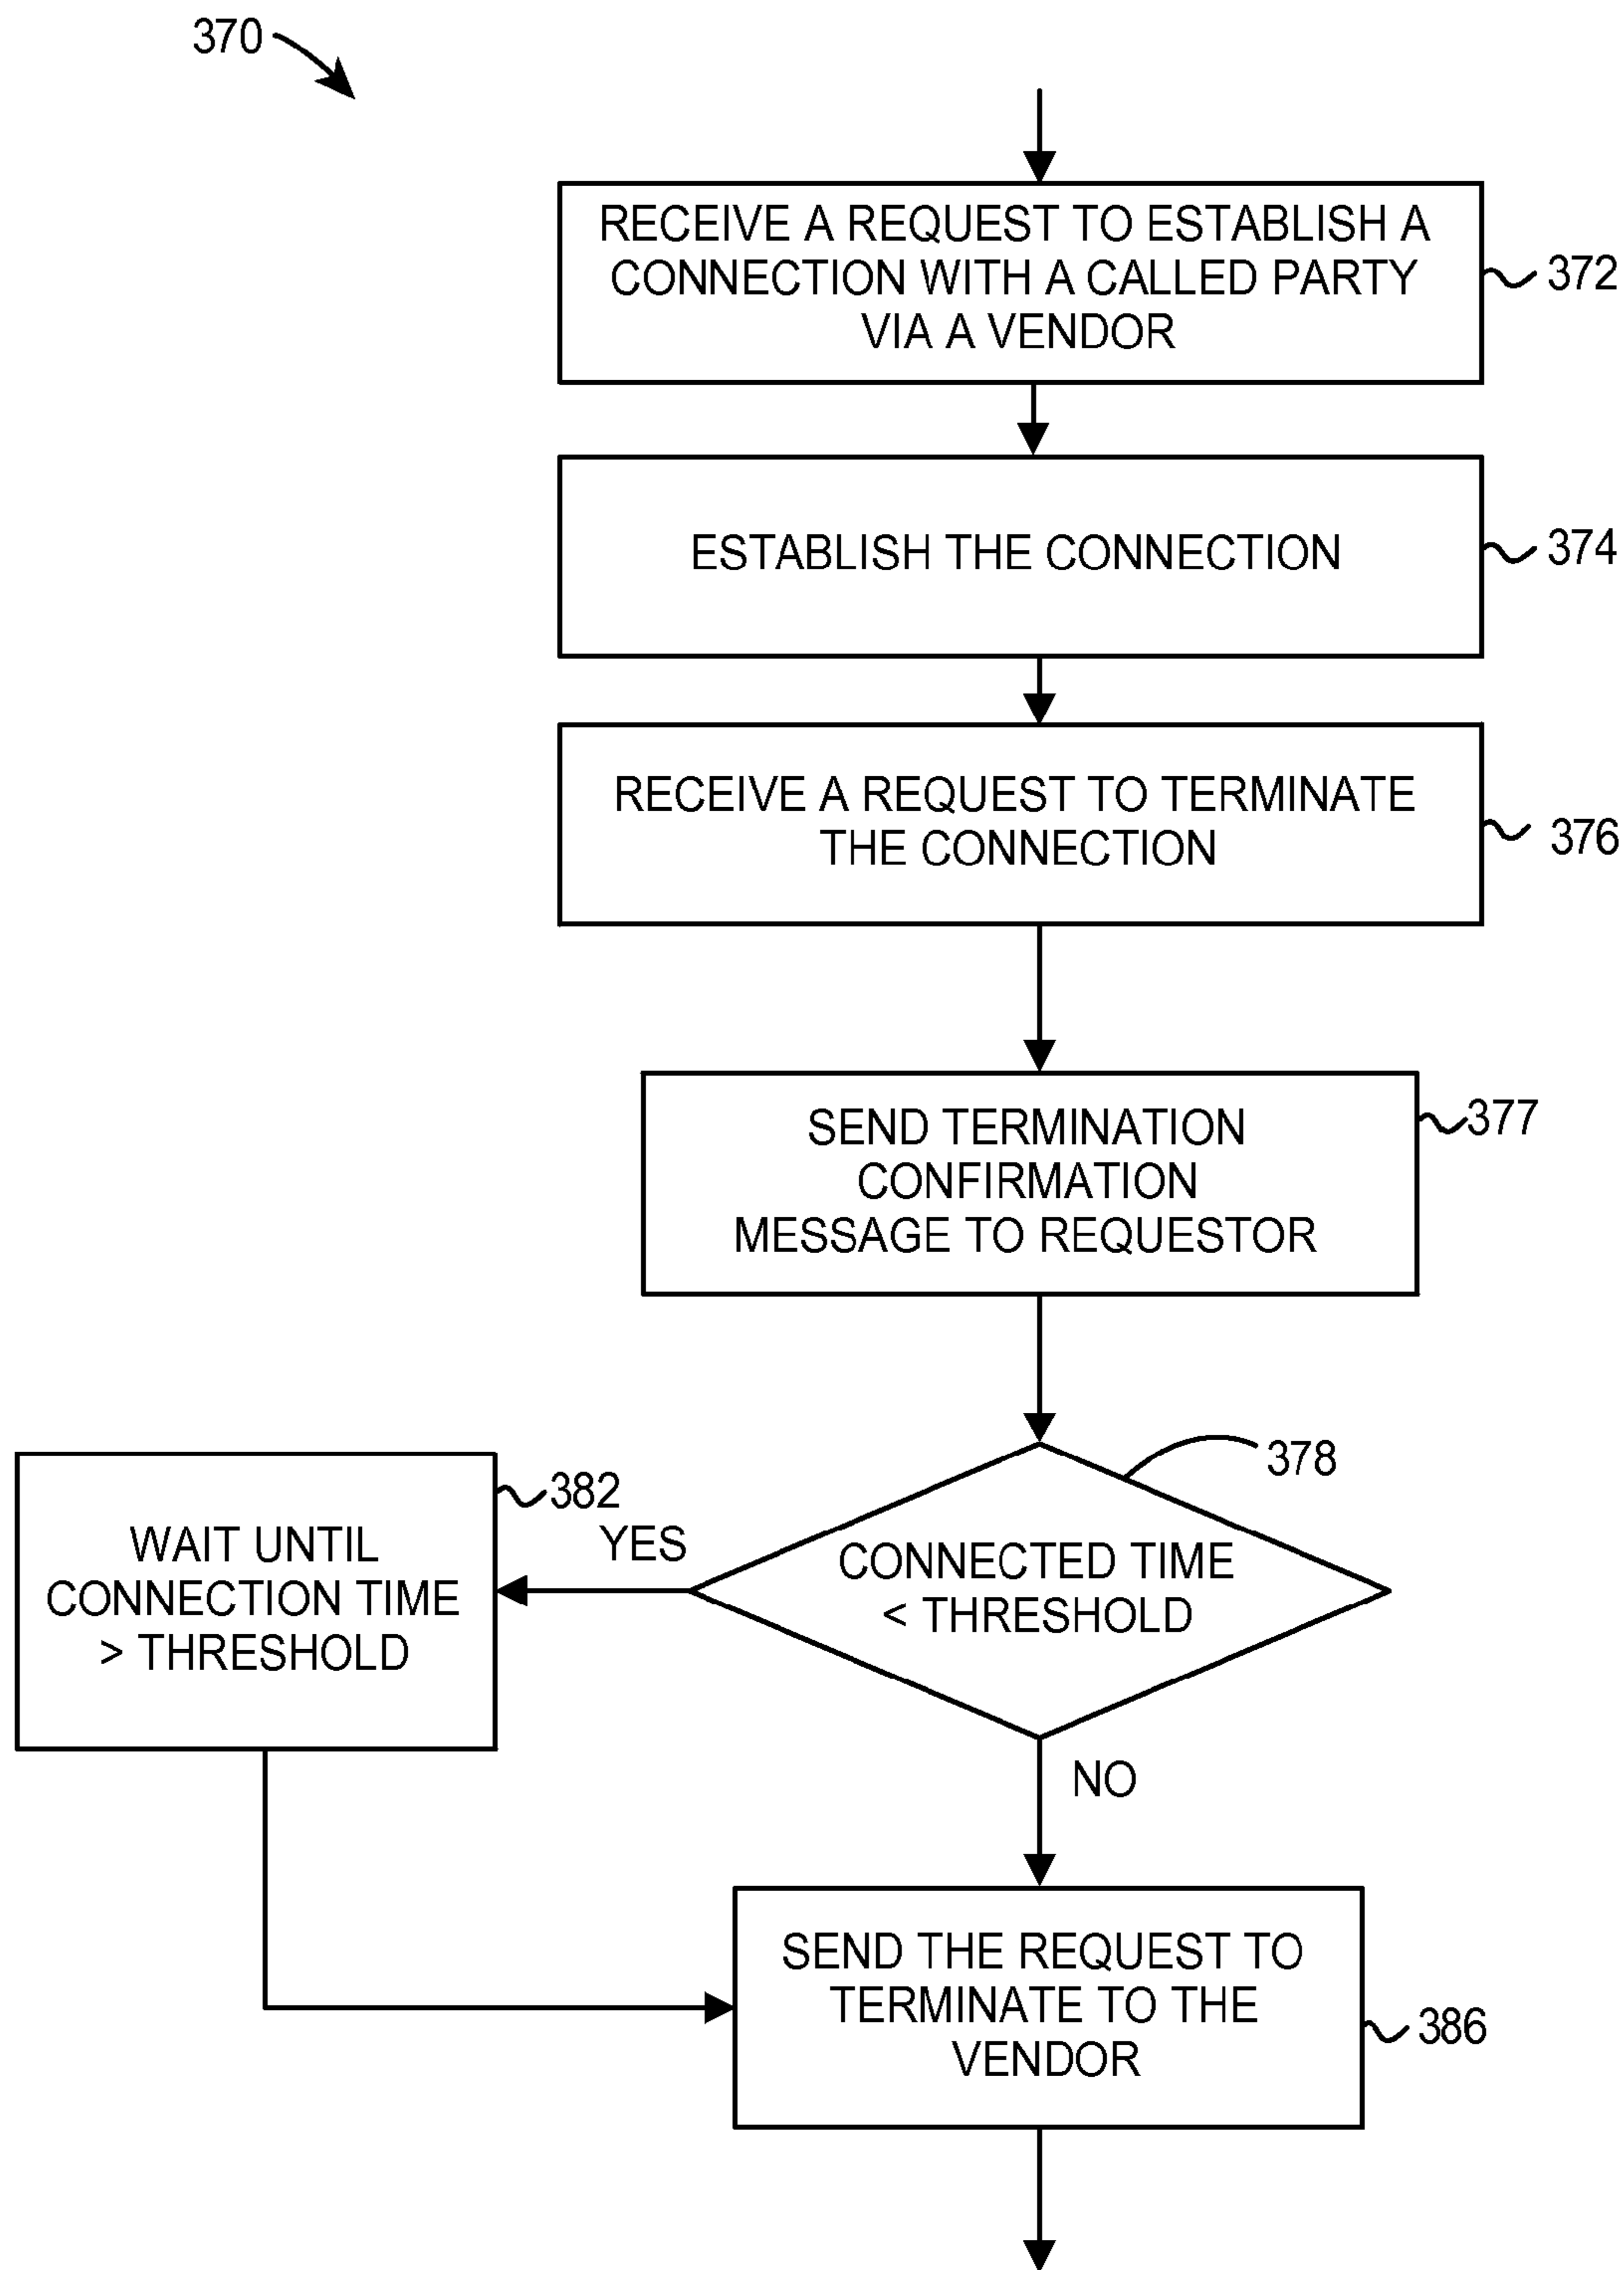 370
RECEIVE A REQUEST TO ESTABLISH A
CONNECTION WITH A CALLED PARTY
VIA A VENDOR
372
ESTABLISH THE CONNECTION
374
RECEIVE A REQUEST TO TERMINATE
THE CONNECTION
376
SEND TERMINATION
CONFIRMATION
MESSAGE TO REQUESTOR
377
378
CONNECTED TIME
< THRESHOLD
YES
382
WAIT UNTIL
CONNECTION TIME
> THRESHOLD
NO
SEND THE REQUEST TO
TERMINATE TO THE
VENDOR
386